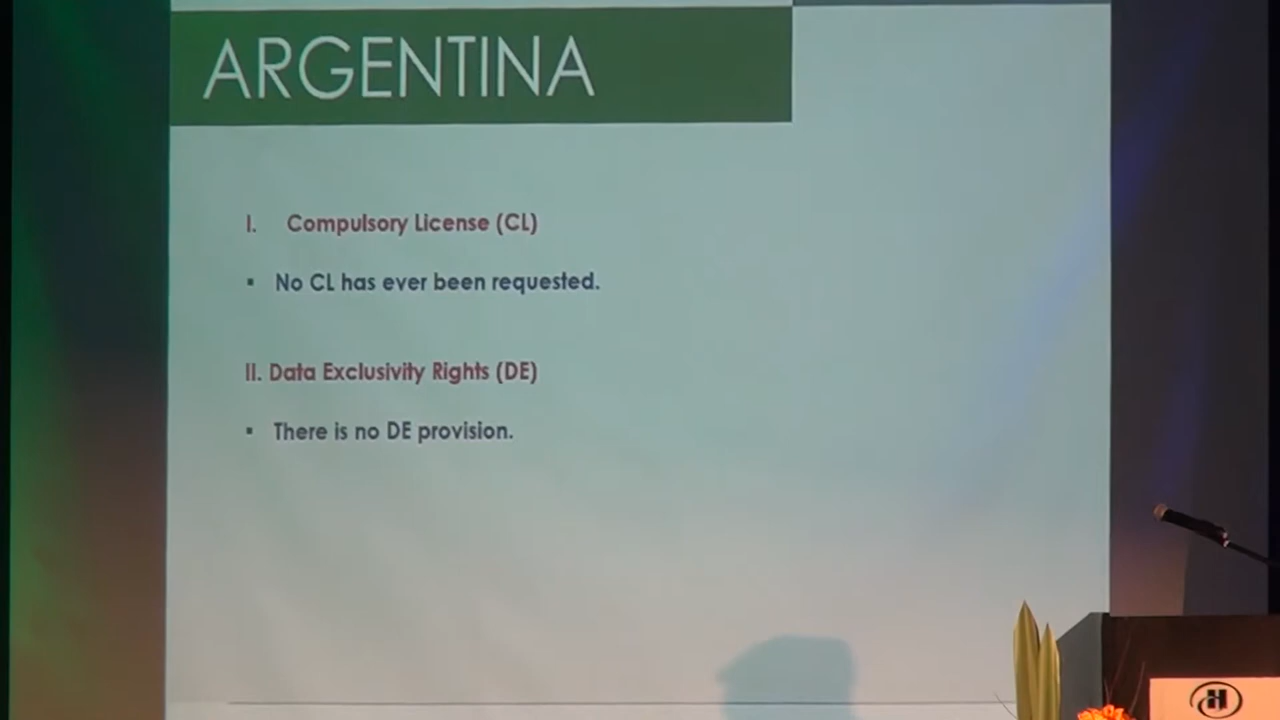 ARGENTINA
I. Compulsory License (CL)
▪ No CL has ever been requested.
II. Data Exclusivity Rights (DE)
▪ There is no DE provision.
H